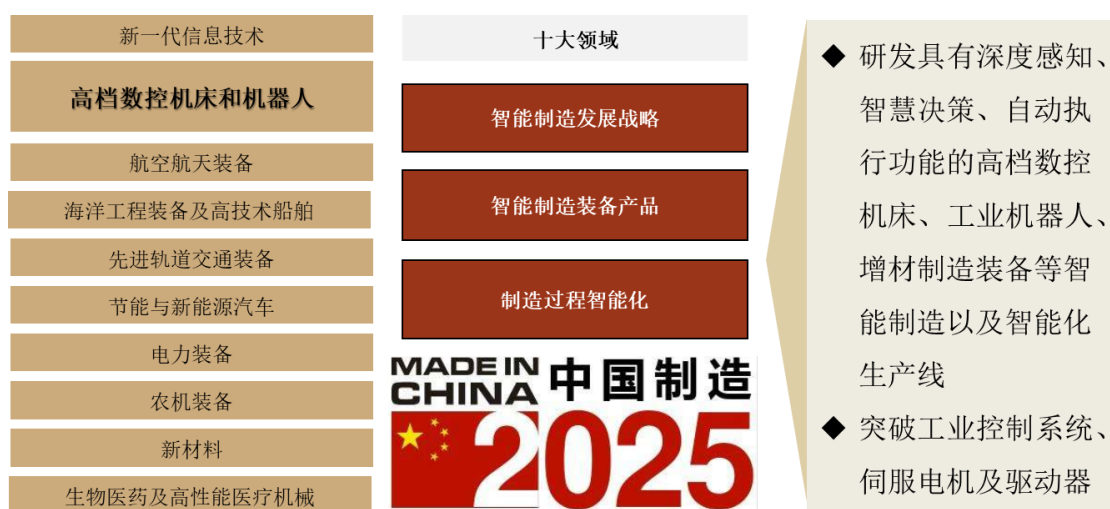 新一代信息技术
高档数控机床和机器人
航空航天装备
海洋工程装备及高技术船舶
先进轨道交通装备
节能与新能源汽车
电力装备
农机装备
新材料
生物医药及高性能医疗机械
十大领域
智能制造发展战略
智能制造装备产品
制造过程智能化
MADE IN
CHINA
中国制造
2025
◆ 研发具有深度感知、
智慧决策、自动执
行功能的高档数控
机床、工业机器人、
增材制造装备等智
能制造以及智能化
生产线
◆ 突破工业控制系统、
伺服电机及驱动器